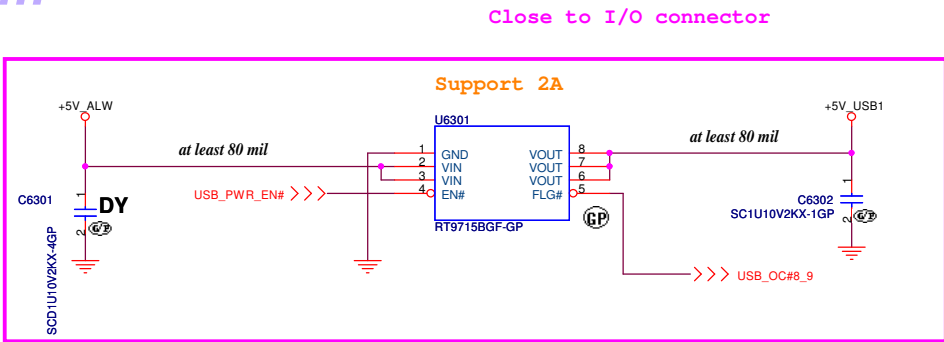 Close to I/O connector
Support 2A
+5V_ALW
+5V_USB1
U6301
at least 80 mil
at least 80 mil
1 GND VOUT 8
2 VIN VOUT 7
3 VIN VOUT 6
4 EN# FLG# 5
USB_PWR_EN#
RT9715BGF-GP
GP
C6301
1
DY
2
G/P
SCD1U10V2KX-4GP
1
C6302
SC1U10V2KX-1GP
2
G/P
USB_OC#8_9